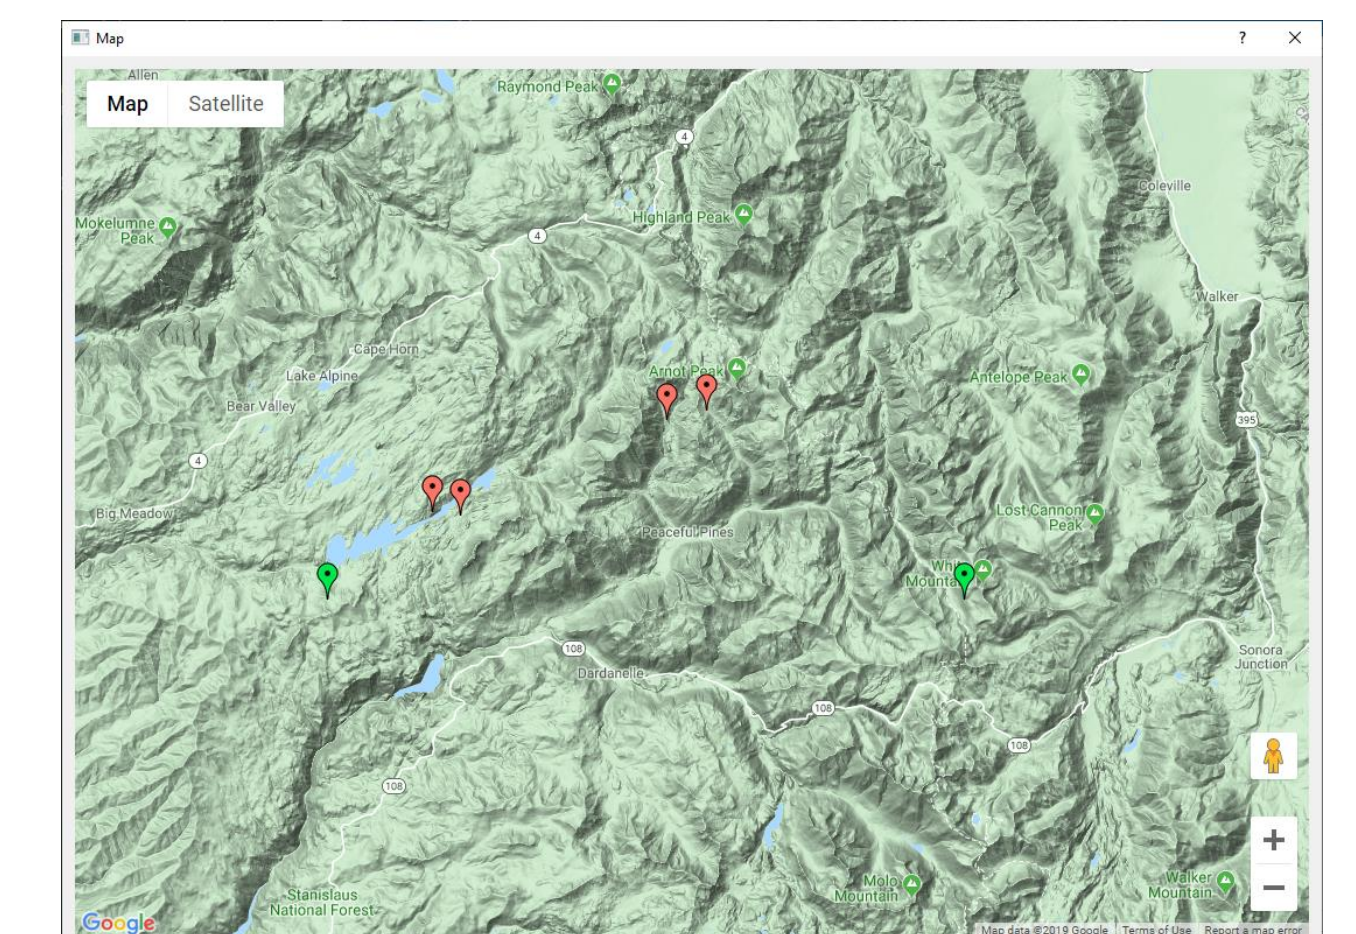 Map
?
Allen
Map
Satellite
Raymond Peak
4
Coleville
Mokelumne
Peak
Highland Peak
4
Walker
Cape Horn
Lake Alpine
Arnot Peak
Antelope Peak
Bear Valley
395
4
Big Meadow
Lost Cannon
Peak
Peaceful Pines
108
Dardanelle
Sonora
Junction
108
108
108
Molo
Mountain
Walker
Mountain
Stanislaus
National Forest
Google
Map data ©2019 Google
Terms of Use
Report a map error